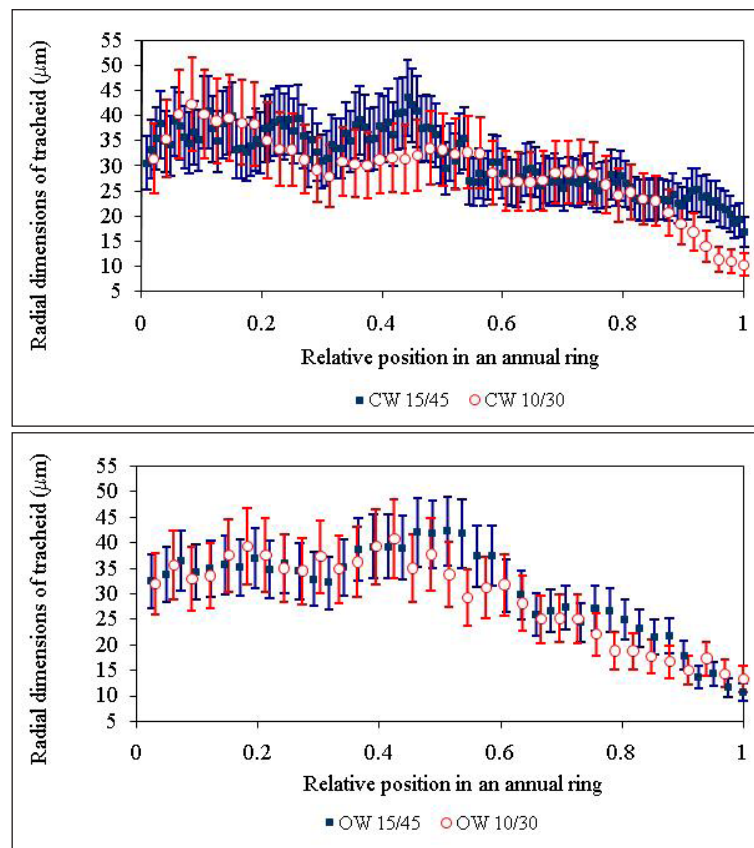 Radial dimensions of tracheid (μm)
55
50
45
40
35
30
25
20
15
10
5
0 0.2 0.4 0.6 0.8 1
Relative position in an annual ring
CW 15/45 CW 10/30
Radial dimensions of tracheid (μm)
55
50
45
40
35
30
25
20
15
10
5
0 0.2 0.4 0.6 0.8 1
Relative position in an annual ring
OW 15/45 OW 10/30